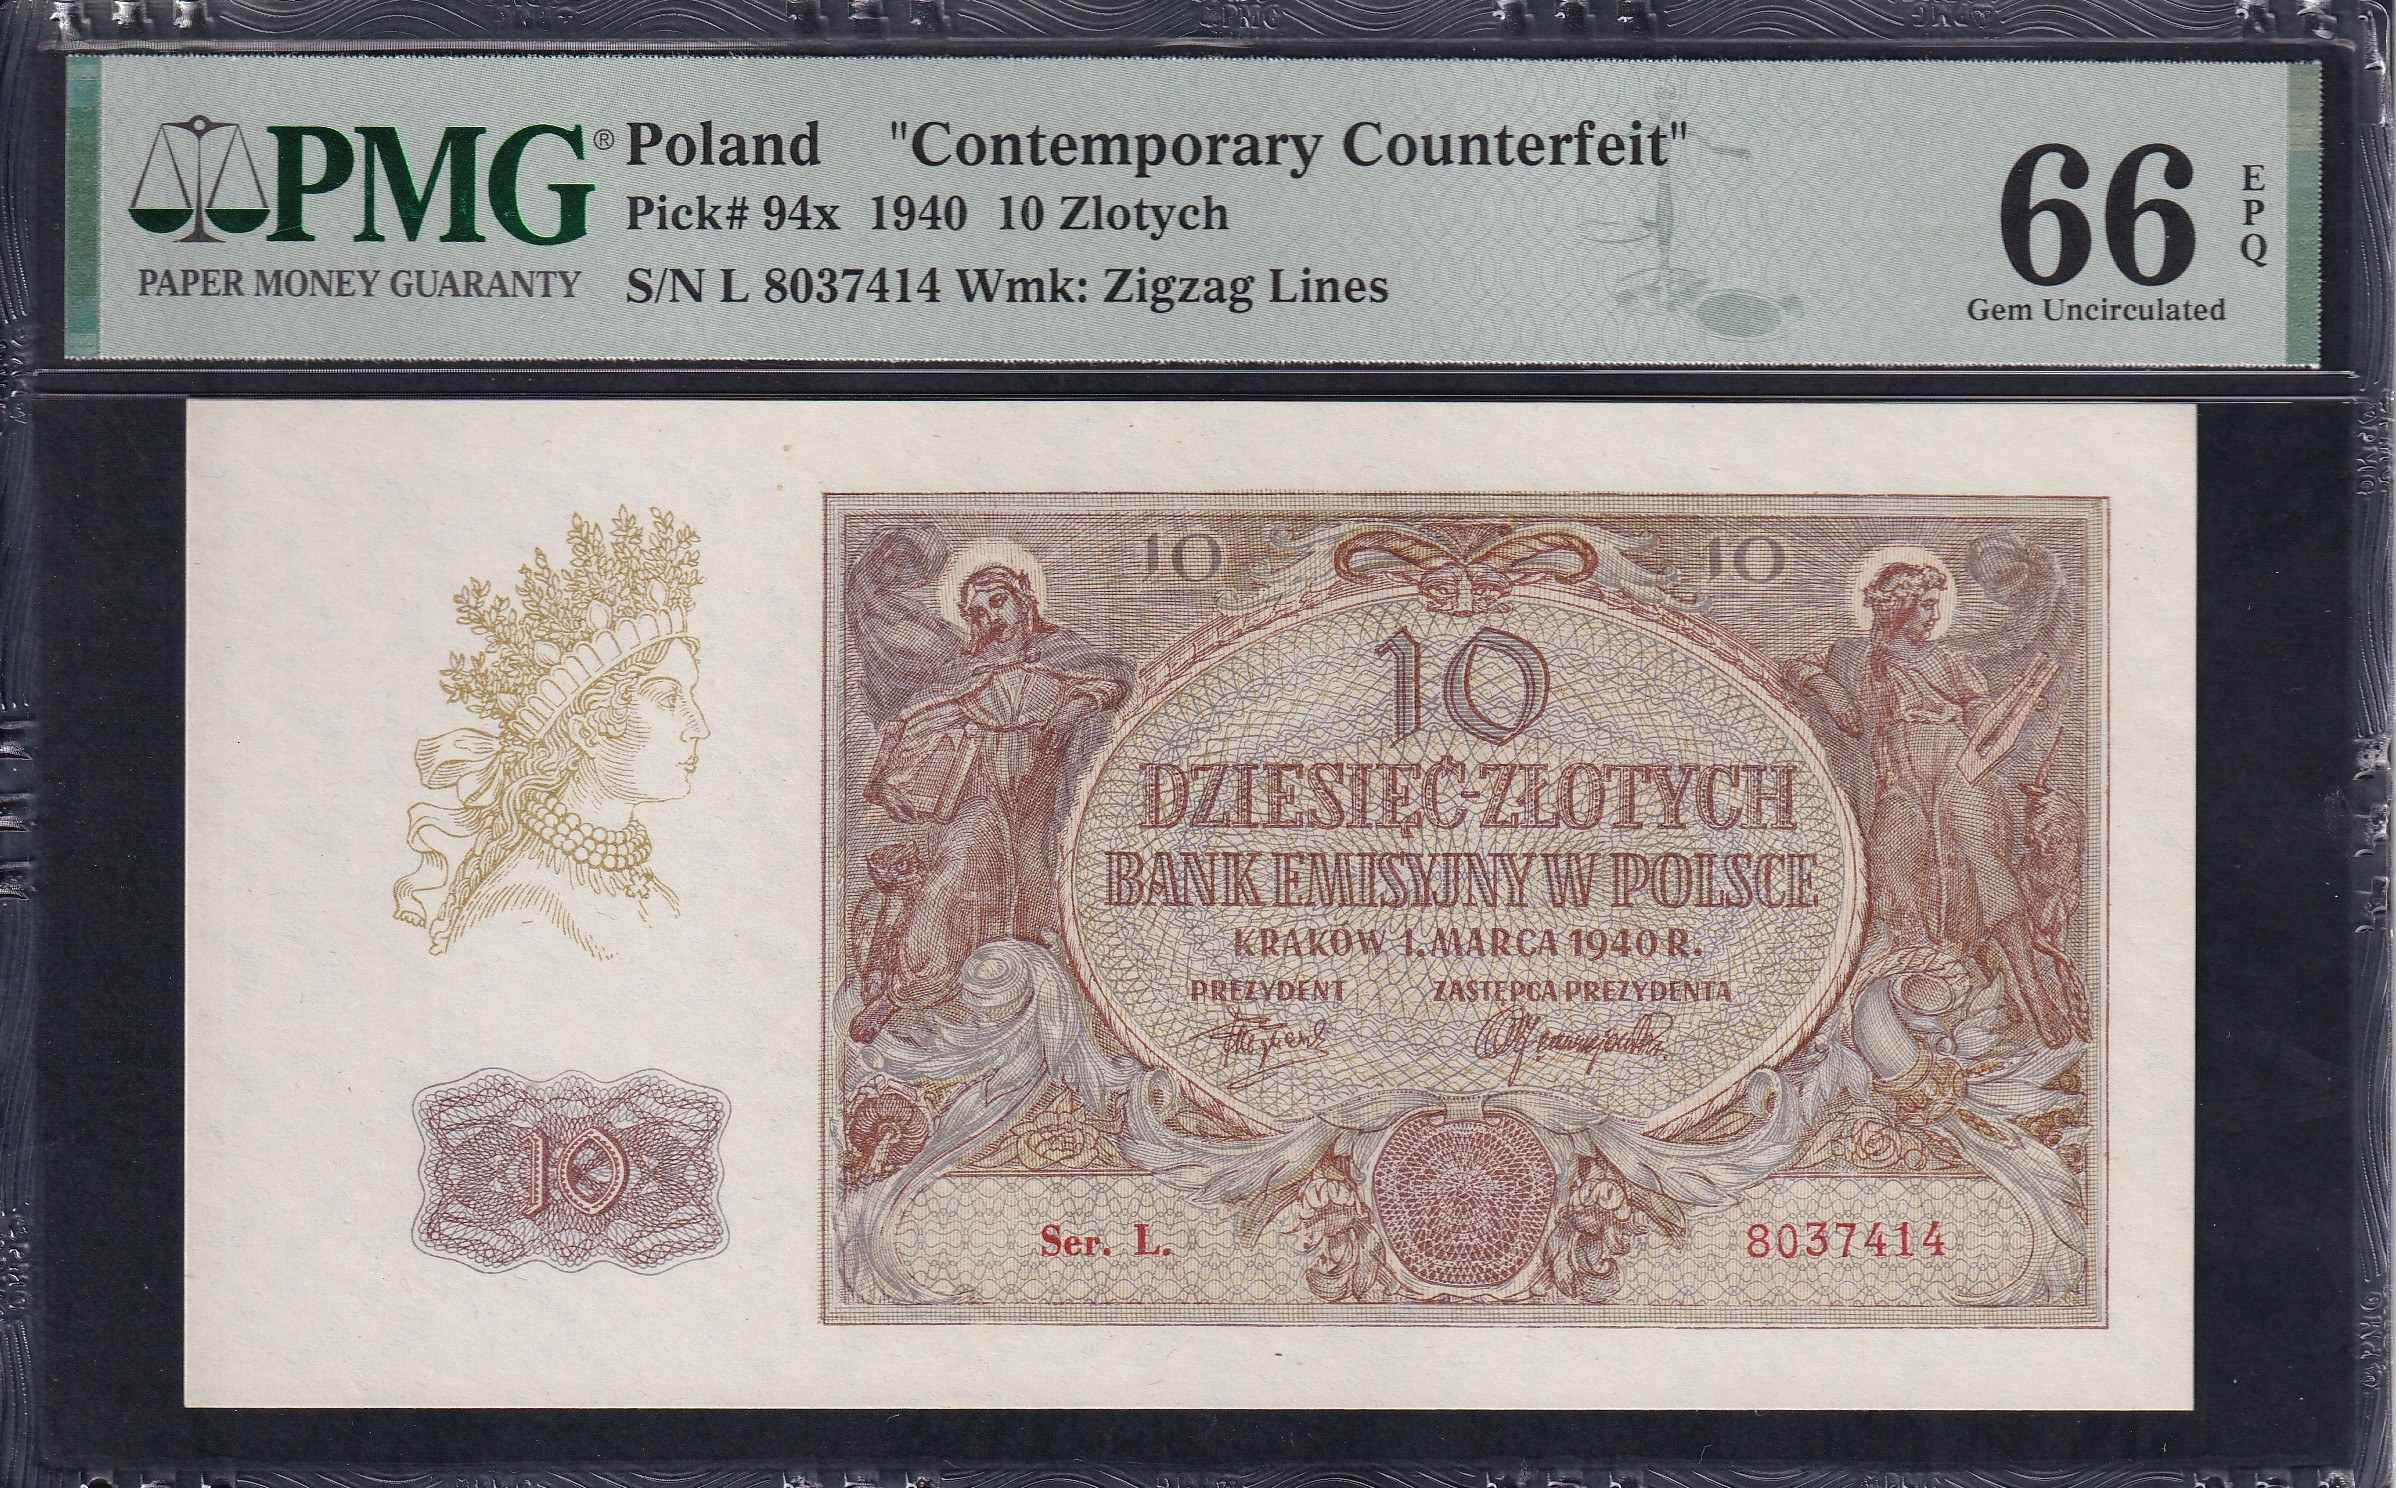 PMG®
PAPER MONEY GUARANTY
Poland "Contemporary Counterfeit"
Pick# 94x 1940 10 Zlotych
S/N L 8037414 Wmk: Zigzag Lines
66
EPQ
Gem Uncirculated
10 10
10
DZIESIĘĆ-ZŁOTYCH
BANK EMISYJNY W POLSCE
KRAKÓW 1. MARCA 1940 R.
PREZYDENT ZASTĘPCA PREZYDENTA
10
Ser. L. 8037414